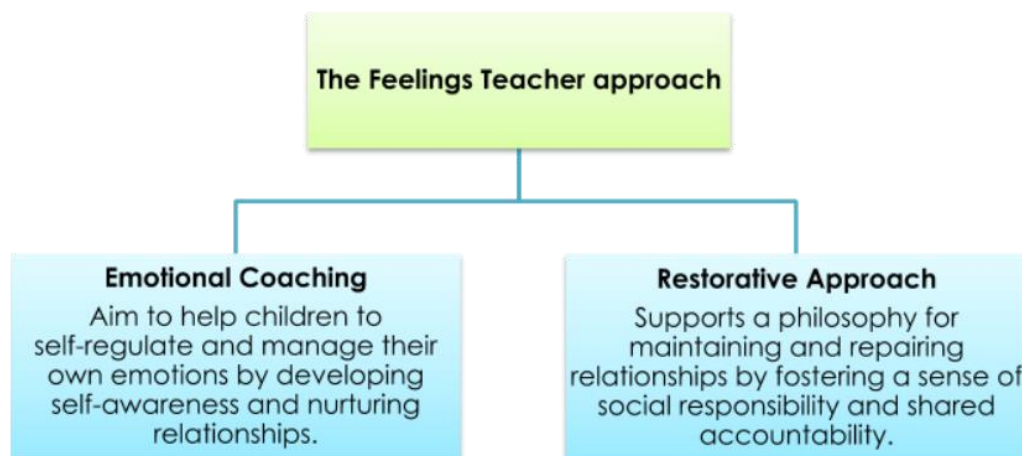 The Feelings Teacher approach
Emotional Coaching
Aim to help children to
self-regulate and manage their
own emotions by developing
self-awareness and nurturing
relationships.
Restorative Approach
Supports a philosophy for
maintaining and repairing
relationships by fostering a sense of
social responsibility and shared
accountability.